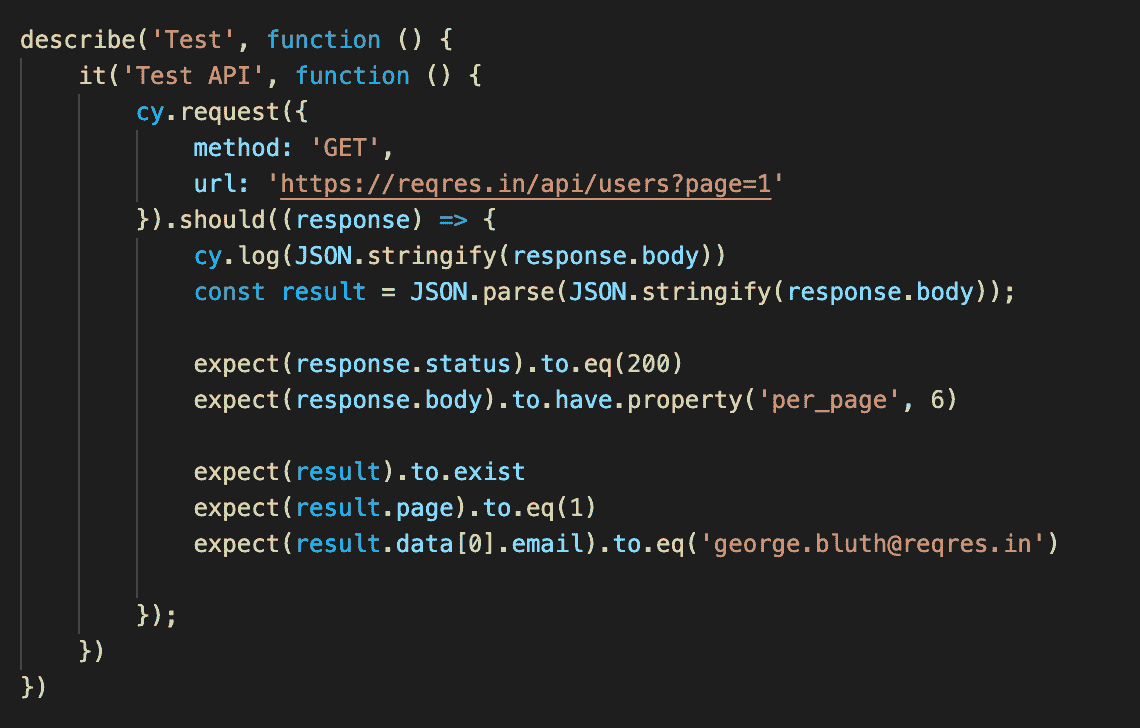 describe('Test', function () {
    it('Test API', function () {
        cy.request({
            method: 'GET',
            url: 'https://reqres.in/api/users?page=1'
        }).should((response) => {
            cy.log(JSON.stringify(response.body))
            const result = JSON.parse(JSON.stringify(response.body));

            expect(response.status).to.eq(200)
            expect(response.body).to.have.property('per_page', 6)

            expect(result).to.exist
            expect(result.page).to.eq(1)
            expect(result.data[0].email).to.eq('george.bluth@reqres.in')

        });
    })
})